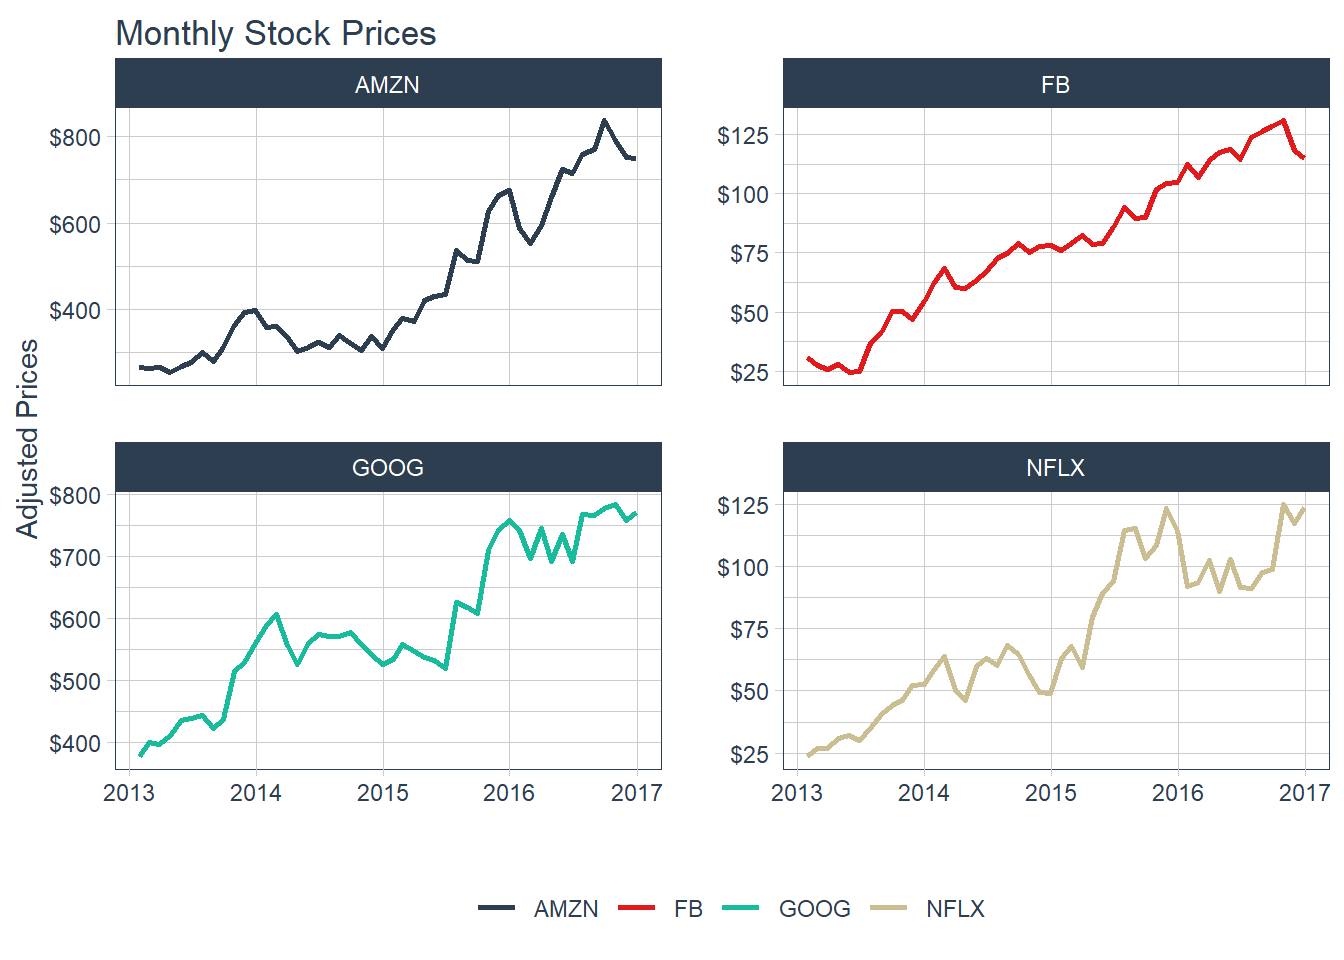 Monthly Stock Prices
AMZN
FB
$800
$600
$400
$125
$100
$75
$50
$25
Adjusted Prices
GOOG
NFLX
$800
$700
$600
$500
$400
$125
$100
$75
$50
$25
2013 2014 2015 2016 2017
2013 2014 2015 2016 2017
AMZN FB GOOG NFLX